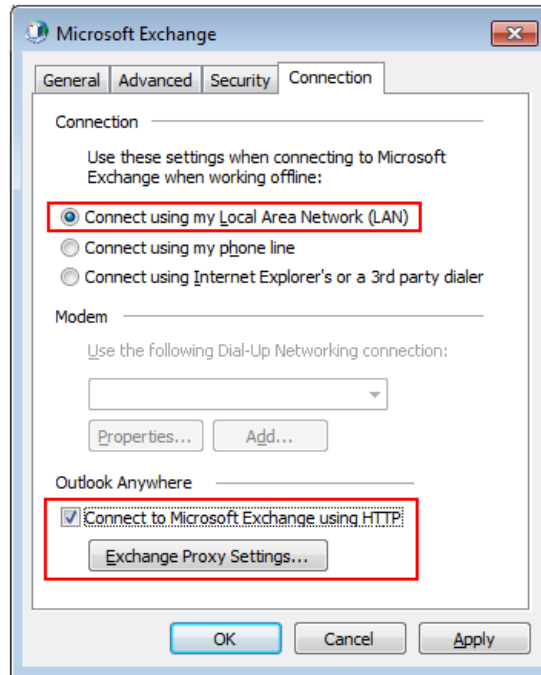 Microsoft Exchange
General Advanced Security Connection
Connection
Use these settings when connecting to Microsoft
Exchange when working offline:
Connect using my Local Area Network (LAN)
Connect using my phone line
Connect using Internet Explorer's or a 3rd party dialer
Modem
Use the following Dial-Up Networking connection:
Properties... Add...
Outlook Anywhere
Connect to Microsoft Exchange using HTTP
Exchange Proxy Settings...
OK Cancel Apply